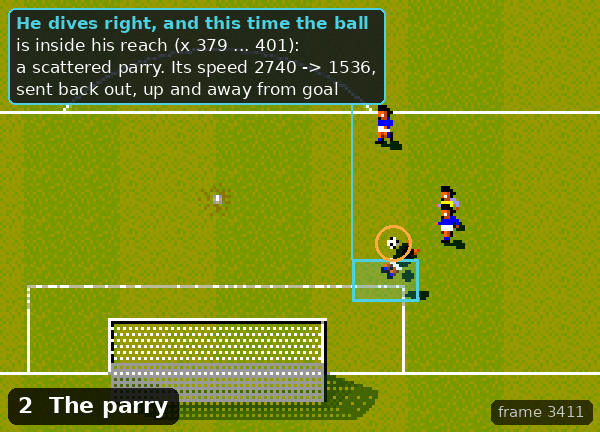 He dives right, and this time the ball
is inside his reach (x 379 ... 401):
a scattered parry. Its speed 2740 -> 1536,
sent back out, up and away from goal
2 The parry
frame 3411